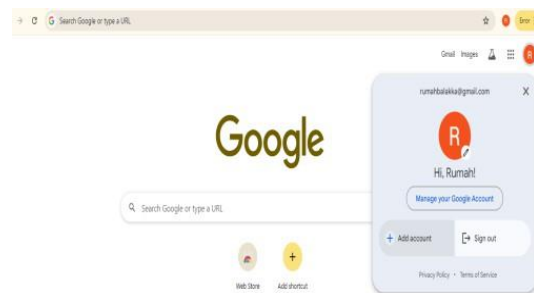 Search Google or type a URL
Error
Gmail Images
R
rumahbalakka@gmail.com
R
Hi, Rumah!
Manage your Google Account
Add account
Sign out
Privacy Policy • Terms of Service
Google
Search Google or type a URL
Web Store
Add shortcut